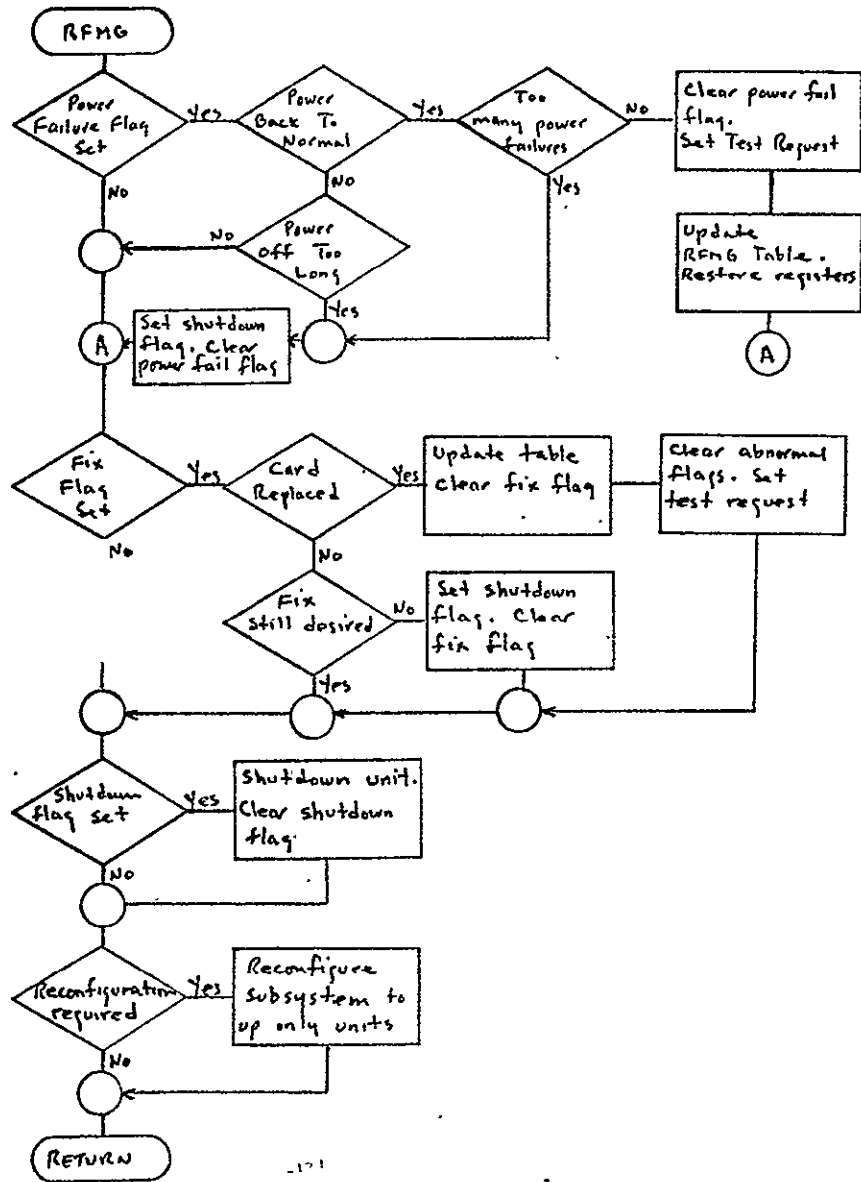 RFMG
Power
Failure Flag
Set
Yes
No
Power
Back To
Normal
Yes
No
Too
many power
failures
No
Yes
Clear power fail
flag.
Set Test Request
Update
RFMG Table.
Restore registers
A
Power
off Too
Long
No
Yes
A
Set shutdown
flag. Clear
power fail flag
Fix
Flag
Set
Yes
No
Card
Replaced
Yes
No
Update table
Clear fix flag
Clear abnormal
flags. Set
test request
Fix
Still desired
No
Yes
Set shutdown
flag. Clear
fix flag
Shutdown
flag set
Yes
No
Shutdown unit.
Clear shutdown
flag.
Reconfiguration
required
Yes
No
Reconfigure
Subsystem to
up only units
RETURN